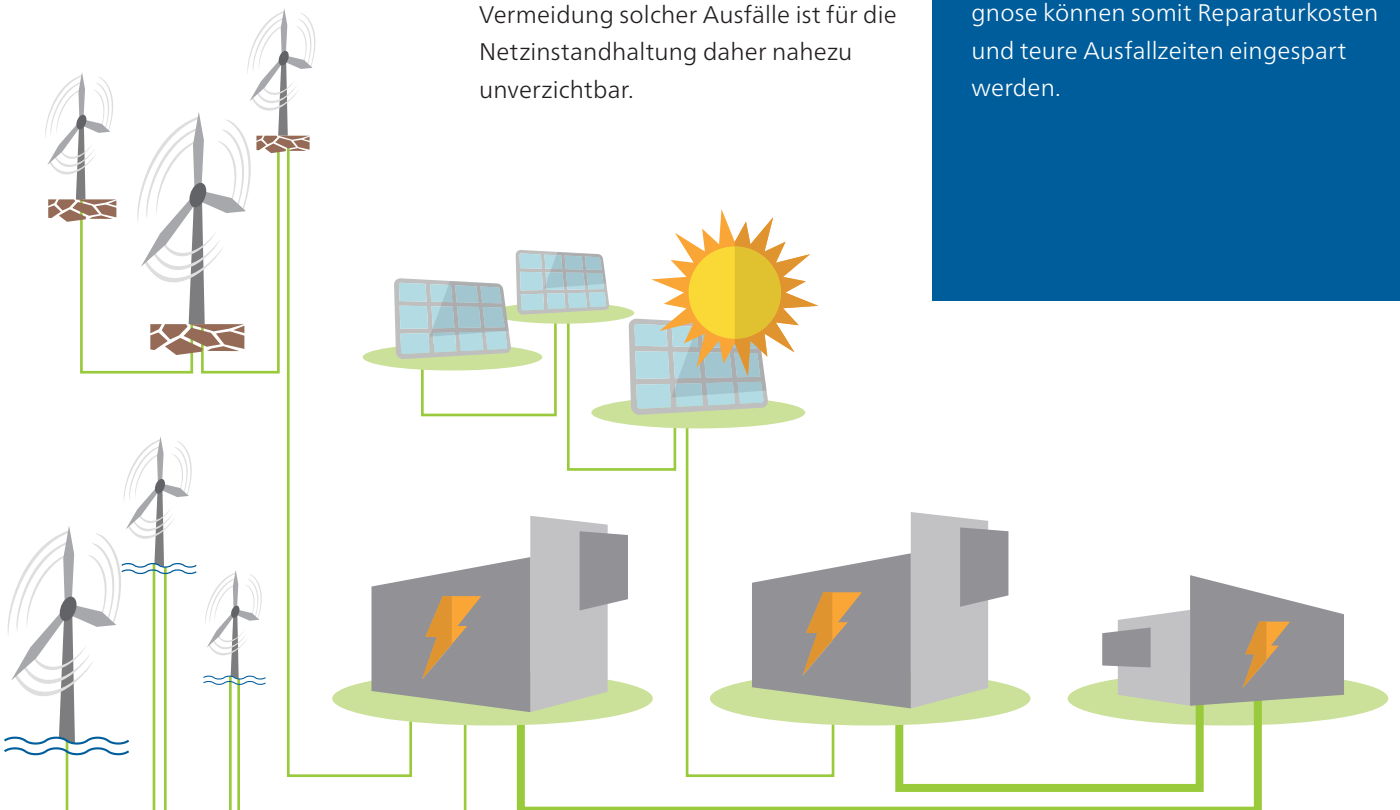 Vermeidung solcher Ausfälle ist für die
Netzinstandhaltung daher nahezu
unverzichtbar.
gnose können somit Reparaturkosten
und teure Ausfallzeiten eingespart
werden.